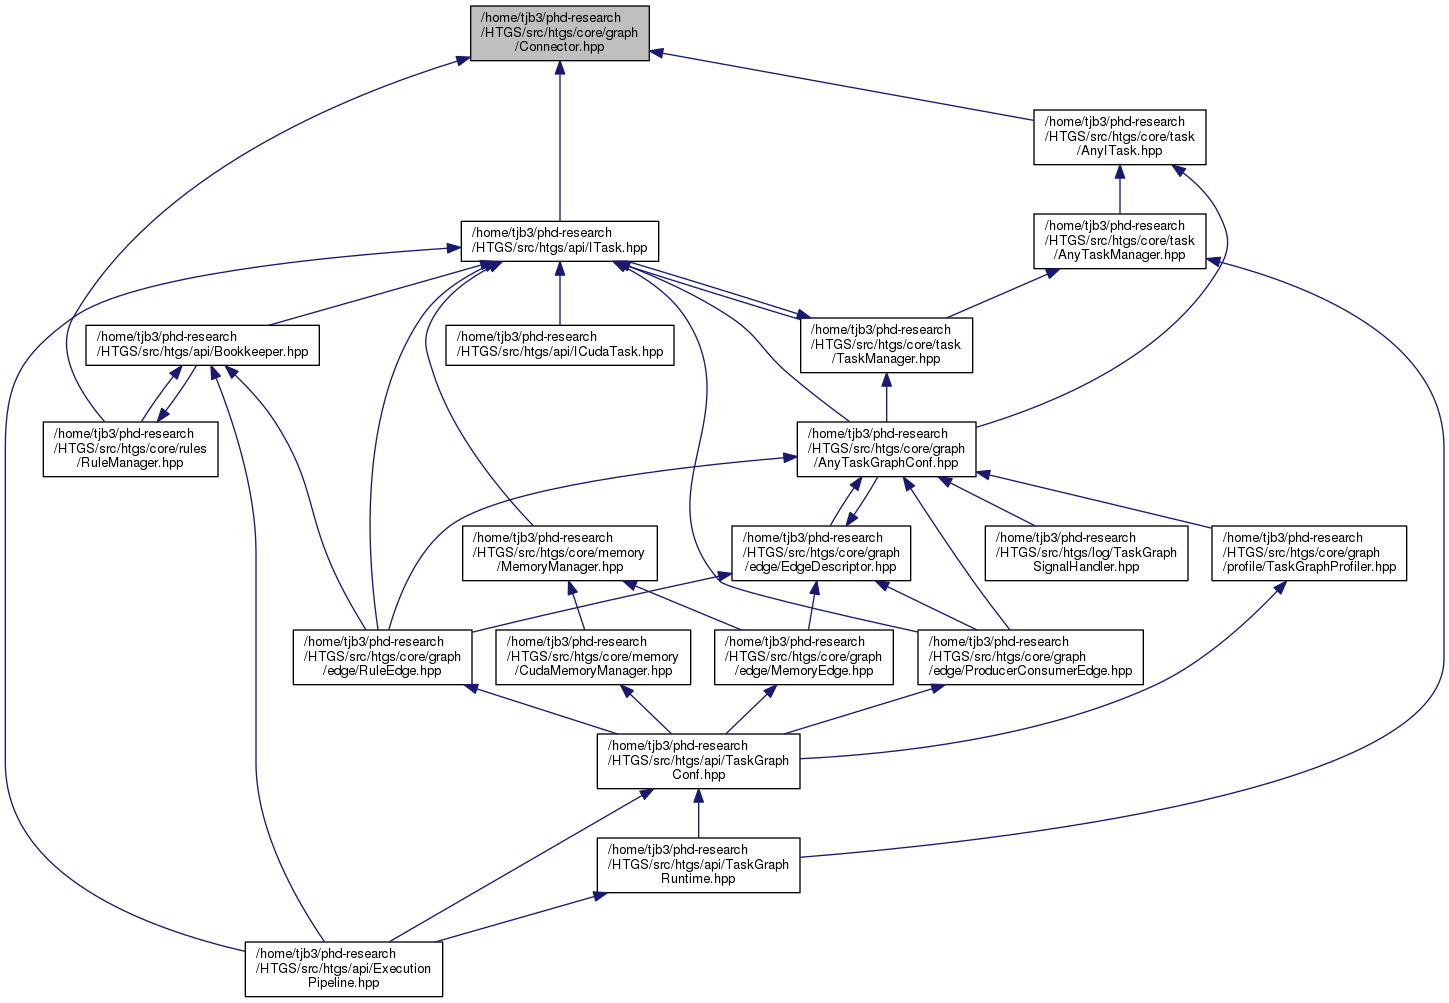 /home/tjb3/phd-research
/HTGS/src/htgs/core/graph
/Connector.hpp
/home/tjb3/phd-research
/HTGS/src/htgs/core/task
/AnyITask.hpp
/home/tjb3/phd-research
/HTGS/src/htgs/api/ITask.hpp
/home/tjb3/phd-research
/HTGS/src/htgs/core/task
/AnyTaskManager.hpp
/home/tjb3/phd-research
/HTGS/src/htgs/api/Bookkeeper.hpp
/home/tjb3/phd-research
/HTGS/src/htgs/api/ICudaTask.hpp
/home/tjb3/phd-research
/HTGS/src/htgs/core/task
/TaskManager.hpp
/home/tjb3/phd-research
/HTGS/src/htgs/core/rules
/RuleManager.hpp
/home/tjb3/phd-research
/HTGS/src/htgs/core/graph
/AnyTaskGraphConf.hpp
/home/tjb3/phd-research
/HTGS/src/htgs/core/memory
/MemoryManager.hpp
/home/tjb3/phd-research
/HTGS/src/htgs/core/graph
/edge/EdgeDescriptor.hpp
/home/tjb3/phd-research
/HTGS/src/htgs/log/TaskGraph
SignalHandler.hpp
/home/tjb3/phd-research
/HTGS/src/htgs/core/graph
/profile/TaskGraphProfiler.hpp
/home/tjb3/phd-research
/HTGS/src/htgs/core/graph
/edge/RuleEdge.hpp
/home/tjb3/phd-research
/HTGS/src/htgs/core/memory
/CudaMemoryManager.hpp
/home/tjb3/phd-research
/HTGS/src/htgs/core/graph
/edge/MemoryEdge.hpp
/home/tjb3/phd-research
/HTGS/src/htgs/core/graph
/edge/ProducerConsumerEdge.hpp
/home/tjb3/phd-research
/HTGS/src/htgs/api/TaskGraph
Conf.hpp
/home/tjb3/phd-research
/HTGS/src/htgs/api/TaskGraph
Runtime.hpp
/home/tjb3/phd-research
/HTGS/src/htgs/api/Execution
Pipeline.hpp